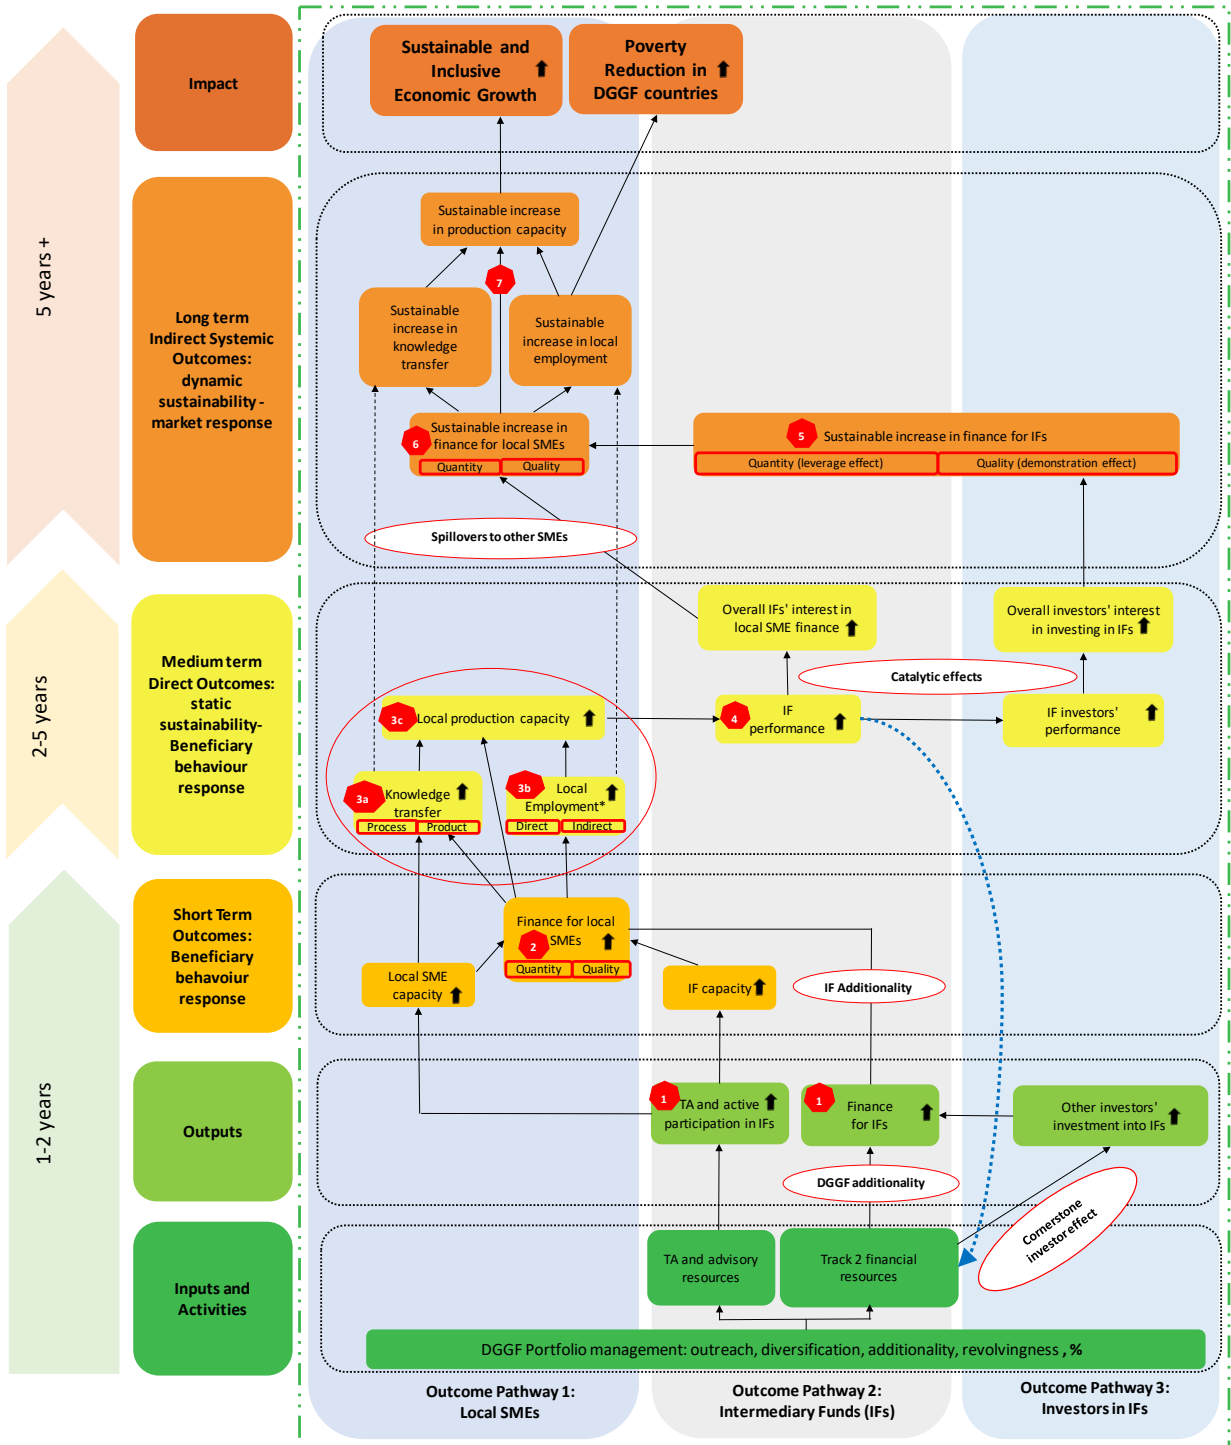 Impact
Sustainable and
Inclusive
Economic Growth
Poverty
Reduction in
DGGF countries
5 years +
Long term
Indirect Systemic
Outcomes:
dynamic
sustainability -
market response
Sustainable increase
in production capacity
7
Sustainable
increase in
knowledge
transfer
Sustainable
increase in local
employment
6
Sustainable increase in
finance for local SMEs
Quantity
Quality
5
Sustainable increase in finance for IFs
Quantity (leverage effect)
Quality (demonstration effect)
Spillovers to other SMEs
2-5 years
Medium term
Direct Outcomes:
static
sustainability-
Beneficiary
behaviour
response
Overall IFs' interest in
local SME finance
Overall investors' interest
in investing in IFs
Catalytic effects
3c
Local production capacity
4
IF
performance
IF investors'
performance
3a
Knowledge
transfer
Process
Product
3b
Local
Employment*
Direct
Indirect
1-2 years
Short Term
Outcomes:
Beneficiary
behavoiur
response
Finance for local
SMEs
2
Quantity
Quality
Local SME
capacity
IF capacity
IF Additionality
Outputs
1
TA and active
participation in IFs
1
Finance
for IFs
Other investors'
investment into IFs
DGGF additionality
Cornerstone
investor effect
Inputs and
Activities
TA and advisory
resources
Track 2 financial
resources
DGGF Portfolio management: outreach, diversification, additionality, revolvingness , %
Outcome Pathway 1:
Local SMEs
Outcome Pathway 2:
Intermediary Funds (IFs)
Outcome Pathway 3:
Investors in IFs